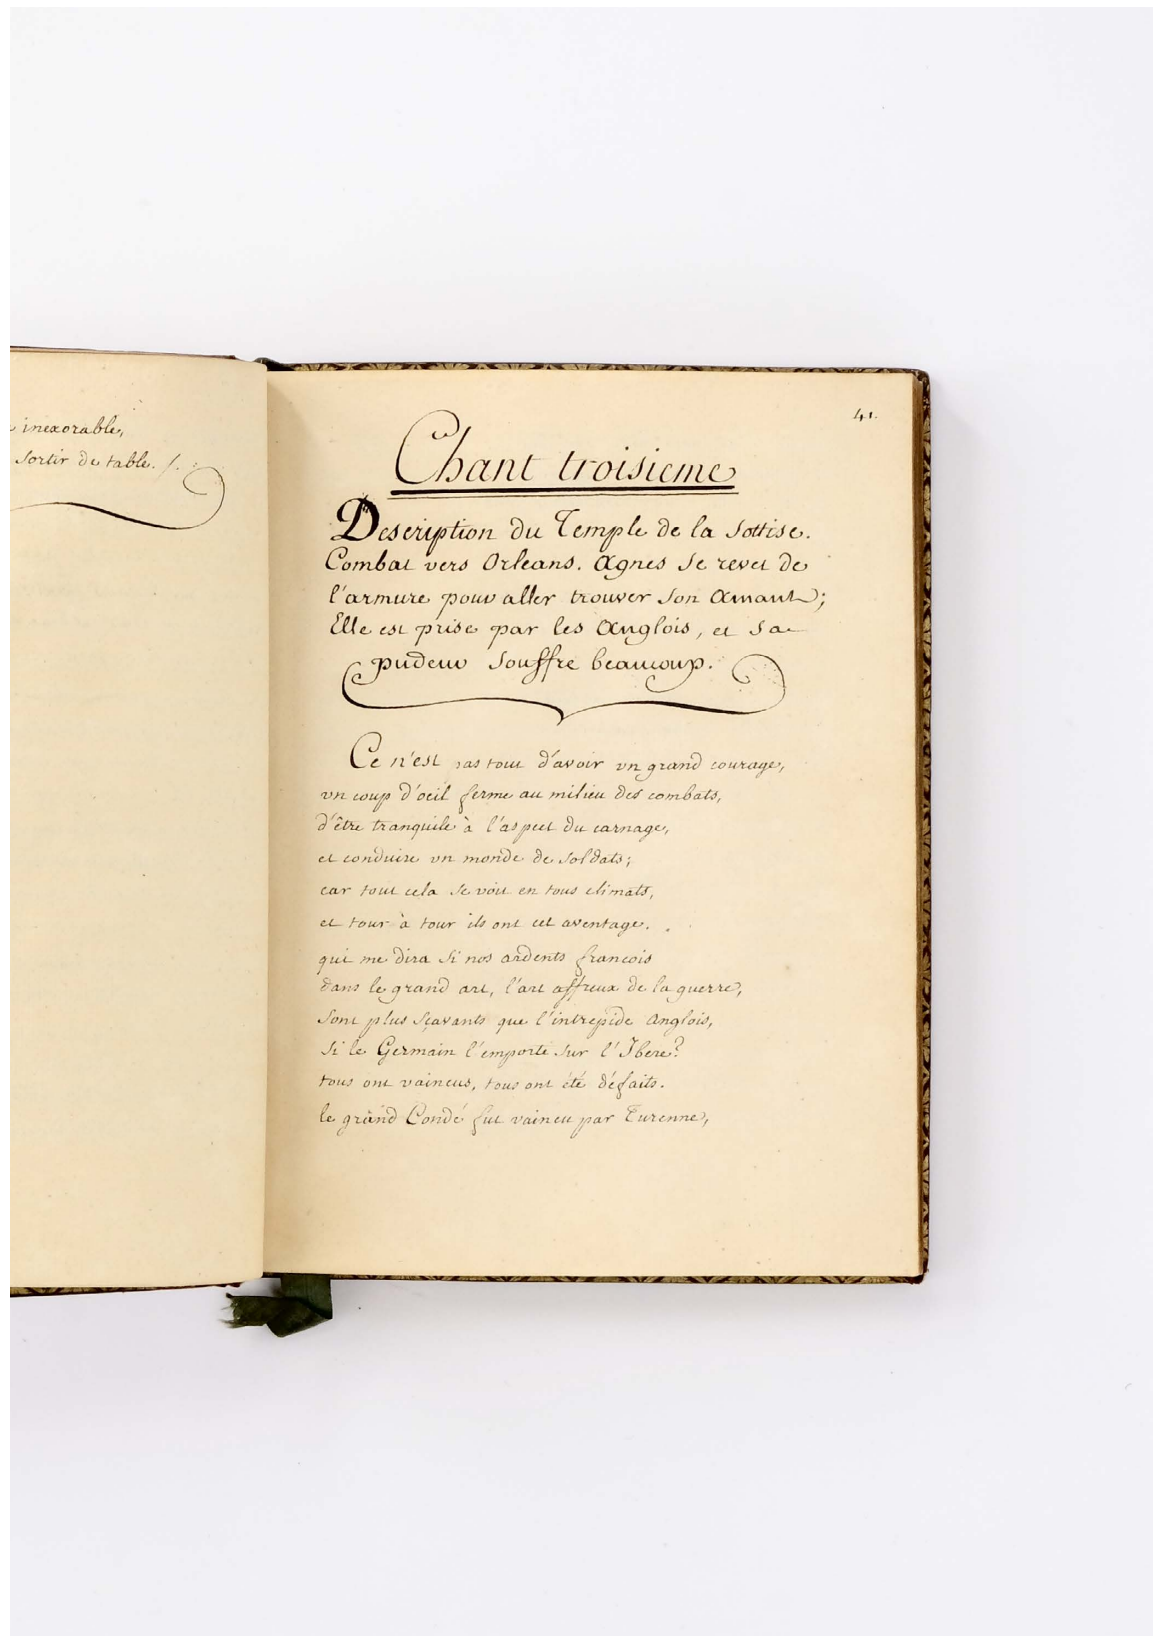 inexorable,
sortir de table. /.
41.
Chant troisieme
Description du Temple de la Sottise.
Combat vers Orleans. Agnes se revet de
l'armure pour aller trouver son Amant;
Elle est prise par les Anglois, et sa
pudeur souffre beaucoup.
Ce n'est pas tout d'avoir vn grand courage,
vn coup d'oeil ferme au milieu des combats,
d'être tranquile à l'aspect du carnage,
et conduire vn monde de soldats;
car tout cela se voit en tous climats,
et tour à tour ils ont cet aventage.
qui me dira si nos ardents francois
dans le grand art, l'art affreux de la guerre,
sont plus sçavants que l'intrepide Anglois,
si le Germain l'emporte sur l'Ibere?
tous ont vaincus, tous ont été défaits.
le grand Condé fut vaincu par Turenne,